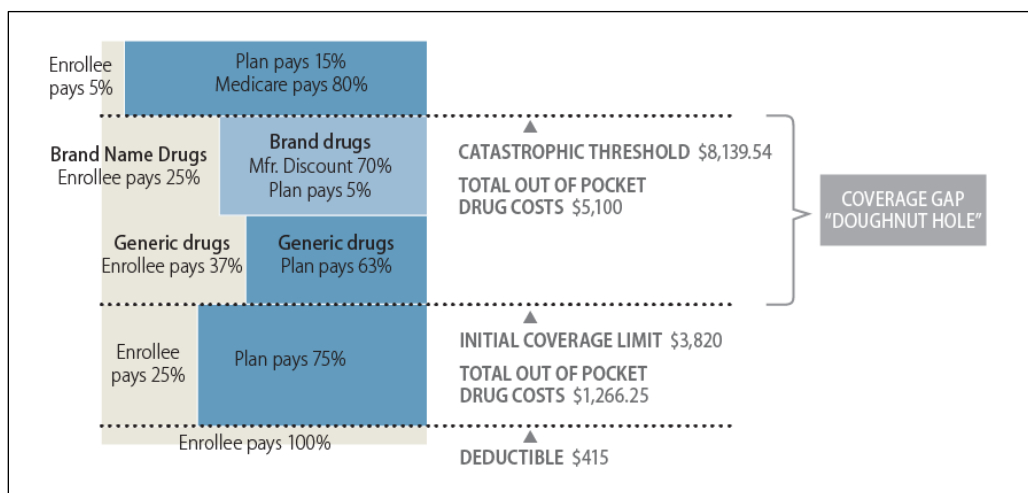 Enrollee
pays 5%
Plan pays 15%
Medicare pays 80%
Brand Name Drugs
Enrollee pays 25%
Brand drugs
Mfr. Discount 70%
Plan pays 5%
CATASTROPHIC THRESHOLD $8,139.54
TOTAL OUT OF POCKET
DRUG COSTS $5,100
COVERAGE GAP
"DOUGHNUT HOLE"
Generic drugs
Enrollee pays 37%
Generic drugs
Plan pays 63%
Enrollee
pays 25%
Plan pays 75%
INITIAL COVERAGE LIMIT $3,820
TOTAL OUT OF POCKET
DRUG COSTS $1,266.25
Enrollee pays 100%
DEDUCTIBLE $415